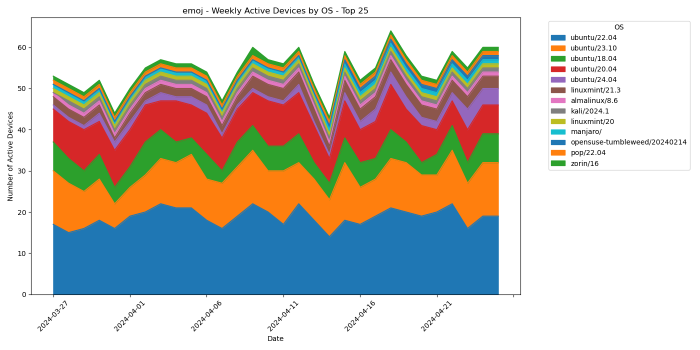 emoj - Weekly Active Devices by OS - Top 25
OS
ubuntu/22.04
ubuntu/23.10
ubuntu/18.04
ubuntu/20.04
ubuntu/24.04
linuxmint/21.3
almalinux/8.6
kali/2024.1
linuxmint/20
manjaro/
opensuse-tumbleweed/20240214
pop/22.04
zorin/16
Number of Active Devices
60
50
40
30
20
10
0
2024-03-27
2024-04-01
2024-04-06
2024-04-11
2024-04-16
2024-04-21
Date